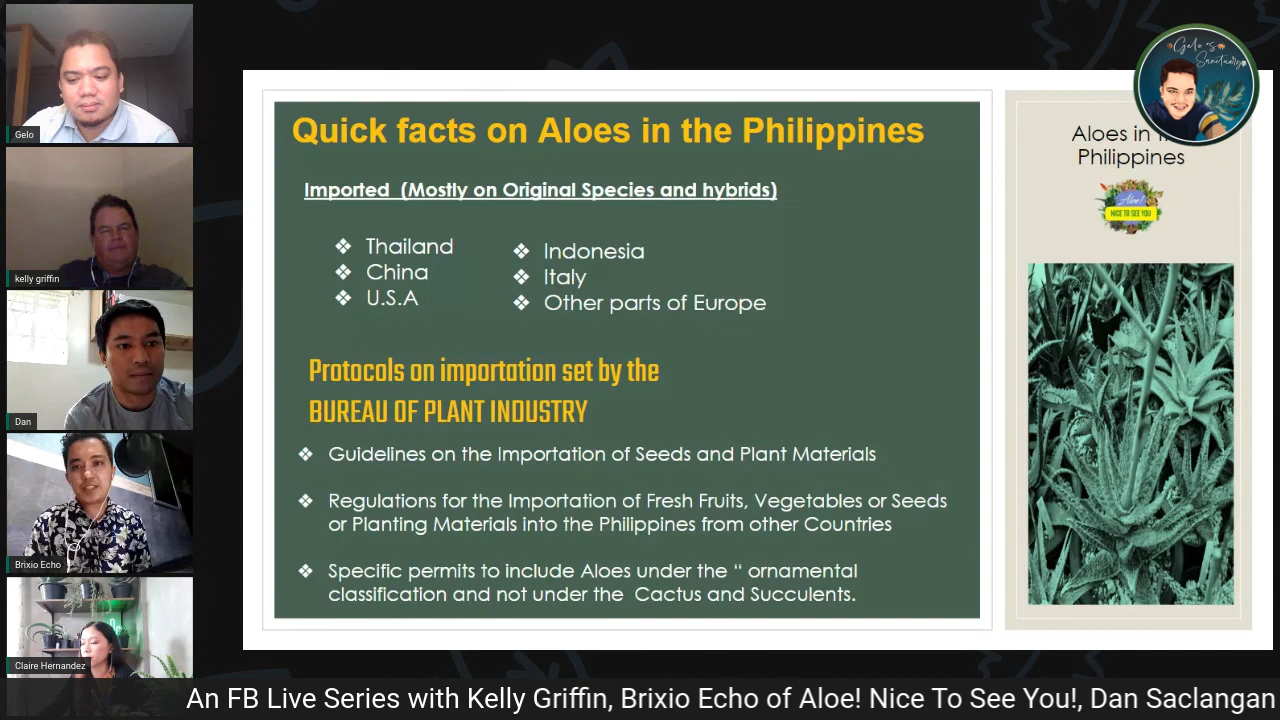 Gelo
kelly griffin
Dan
Brixio Echo
Claire Hernandez
Quick facts on Aloes in the Philippines
Imported (Mostly on Original Species and hybrids)
❖ Thailand
❖ China
❖ U.S.A
❖ Indonesia
❖ Italy
❖ Other parts of Europe
Protocols on importation set by the
BUREAU OF PLANT INDUSTRY
❖ Guidelines on the Importation of Seeds and Plant Materials
❖ Regulations for the Importation of Fresh Fruits, Vegetables or Seeds
or Planting Materials into the Philippines from other Countries
❖ Specific permits to include Aloes under the “ ornamental
classification and not under the Cactus and Succulents.
Gelo's
Sanctuary
Aloes in
Philippines
Aloe!
NICE TO SEE YOU
An FB Live Series with Kelly Griffin, Brixio Echo of Aloe! Nice To See You!, Dan Saclangan